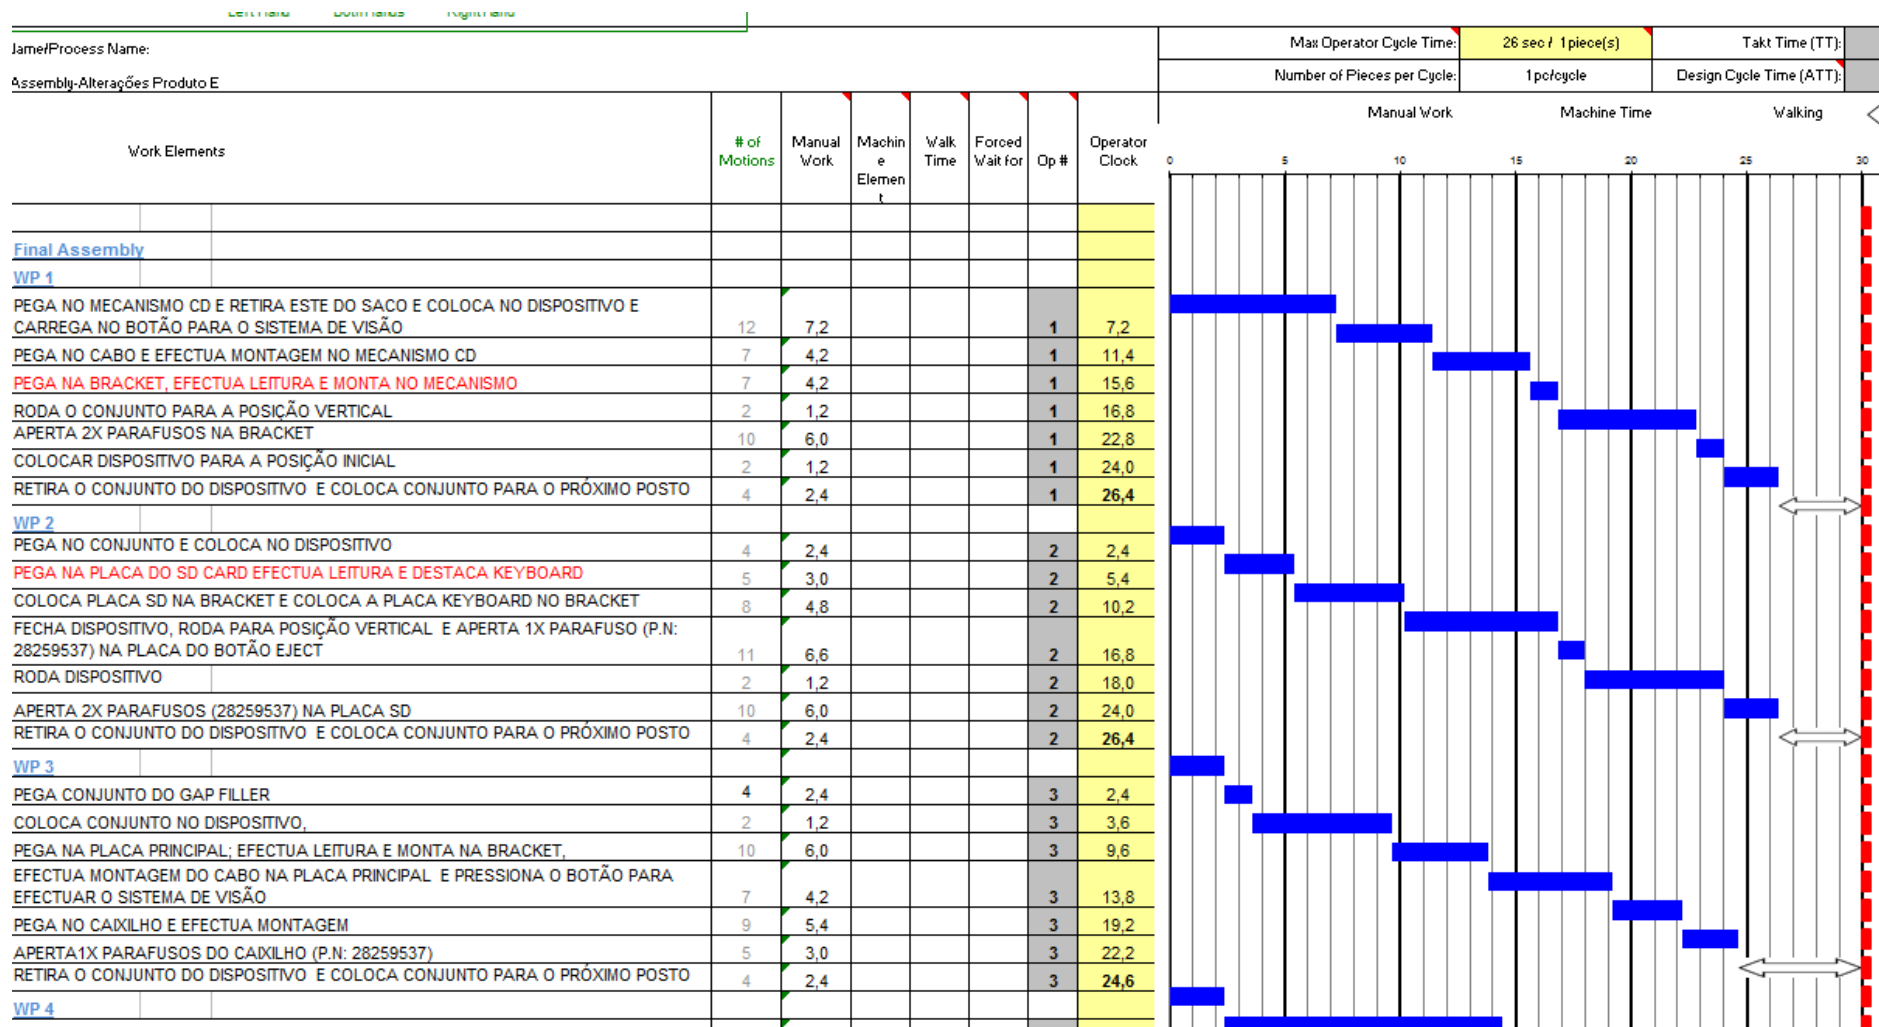 Left Hand Both Hands Right Hand
Name/Process Name:
Max Operator Cycle Time: 26 sec / 1piece(s) Takt Time (TT):
Assembly-Alterações Produto E
Number of Pieces per Cycle: 1pc/cycle Design Cycle Time (ATT):
Manual Work Machine Time Walking
Work Elements # of Motions Manual Work Machine Element Walk Time Forced Wait for Op # Operator Clock
0 5 10 15 20 25 30
Final Assembly
WP 1
PEGA NO MECANISMO CD E RETIRA ESTE DO SACO E COLOCA NO DISPOSITIVO E
CARREGA NO BOTÃO PARA O SISTEMA DE VISÃO 12 7,2 1 7,2
PEGA NO CABO E EFECTUA MONTAGEM NO MECANISMO CD 7 4,2 1 11,4
PEGA NA BRACKET, EFECTUA LEITURA E MONTA NO MECANISMO 7 4,2 1 15,6
RODA O CONJUNTO PARA A POSIÇÃO VERTICAL 2 1,2 1 16,8
APERTA 2X PARAFUSOS NA BRACKET 10 6,0 1 22,8
COLOCAR DISPOSITIVO PARA A POSIÇÃO INICIAL 2 1,2 1 24,0
RETIRA O CONJUNTO DO DISPOSITIVO E COLOCA CONJUNTO PARA O PRÓXIMO POSTO 4 2,4 1 26,4
WP 2
PEGA NO CONJUNTO E COLOCA NO DISPOSITIVO 4 2,4 2 2,4
PEGA NA PLACA DO SD CARD EFECTUA LEITURA E DESTACA KEYBOARD 5 3,0 2 5,4
COLOCA PLACA SD NA BRACKET E COLOCA A PLACA KEYBOARD NO BRACKET 8 4,8 2 10,2
FECHA DISPOSITIVO, RODA PARA POSIÇÃO VERTICAL E APERTA 1X PARAFUSO (P.N:
28259537) NA PLACA DO BOTÃO EJECT 11 6,6 2 16,8
RODA DISPOSITIVO 2 1,2 2 18,0
APERTA 2X PARAFUSOS (28259537) NA PLACA SD 10 6,0 2 24,0
RETIRA O CONJUNTO DO DISPOSITIVO E COLOCA CONJUNTO PARA O PRÓXIMO POSTO 4 2,4 2 26,4
WP 3
PEGA CONJUNTO DO GAP FILLER 4 2,4 3 2,4
COLOCA CONJUNTO NO DISPOSITIVO, 2 1,2 3 3,6
PEGA NA PLACA PRINCIPAL; EFECTUA LEITURA E MONTA NA BRACKET, 10 6,0 3 9,6
EFECTUA MONTAGEM DO CABO NA PLACA PRINCIPAL E PRESSIONA O BOTÃO PARA
EFECTUAR O SISTEMA DE VISÃO 7 4,2 3 13,8
PEGA NO CAIXILHO E EFECTUA MONTAGEM 9 5,4 3 19,2
APERTA1X PARAFUSOS DO CAIXILHO (P.N: 28259537) 5 3,0 3 22,2
RETIRA O CONJUNTO DO DISPOSITIVO E COLOCA CONJUNTO PARA O PRÓXIMO POSTO 4 2,4 3 24,6
WP 4